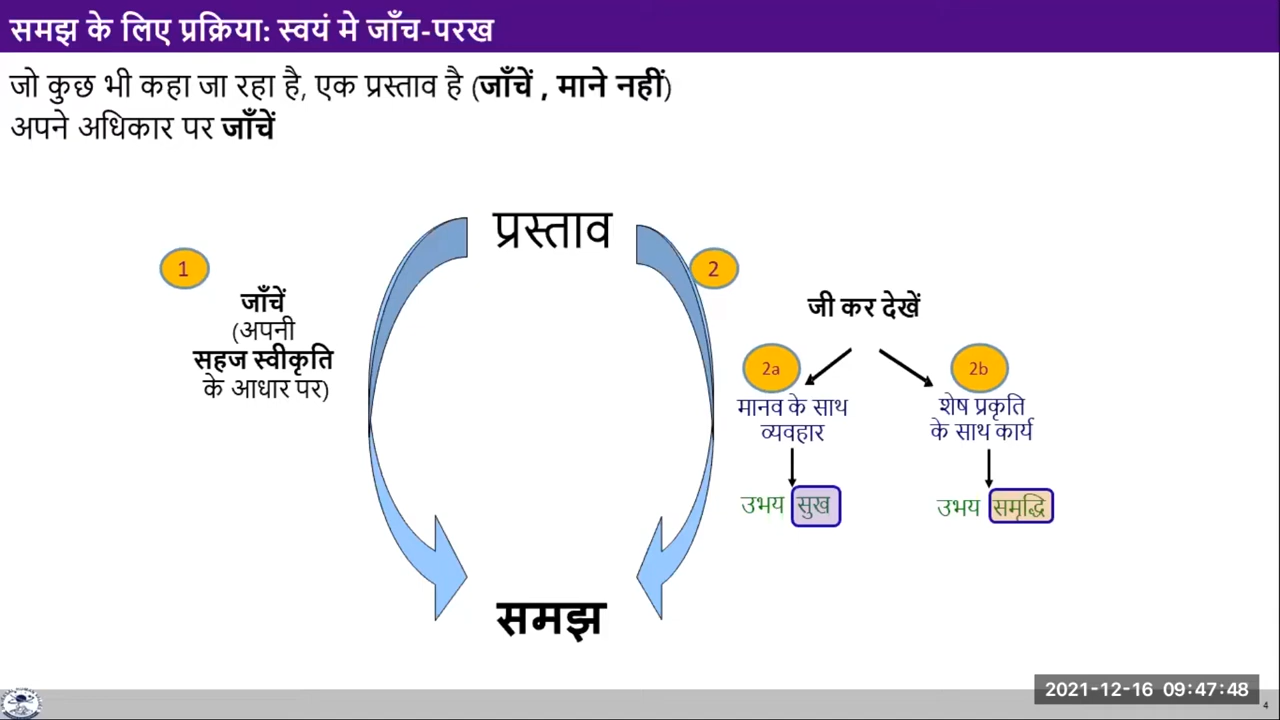 समझ के लिए प्रक्रिया: स्वयं मे जाँच-परख
जो कुछ भी कहा जा रहा है, एक प्रस्ताव है (जाँचें , माने नहीं)
अपने अधिकार पर जाँचें
प्रस्ताव
1
जाँचें
(अपनी
सहज स्वीकृति
के आधार पर)
2
जी कर देखें
2a
मानव के साथ
व्यवहार
उभय सुख
2b
शेष प्रकृति
के साथ कार्य
उभय समृद्धि
समझ
2021-12-16 09:47:48
4